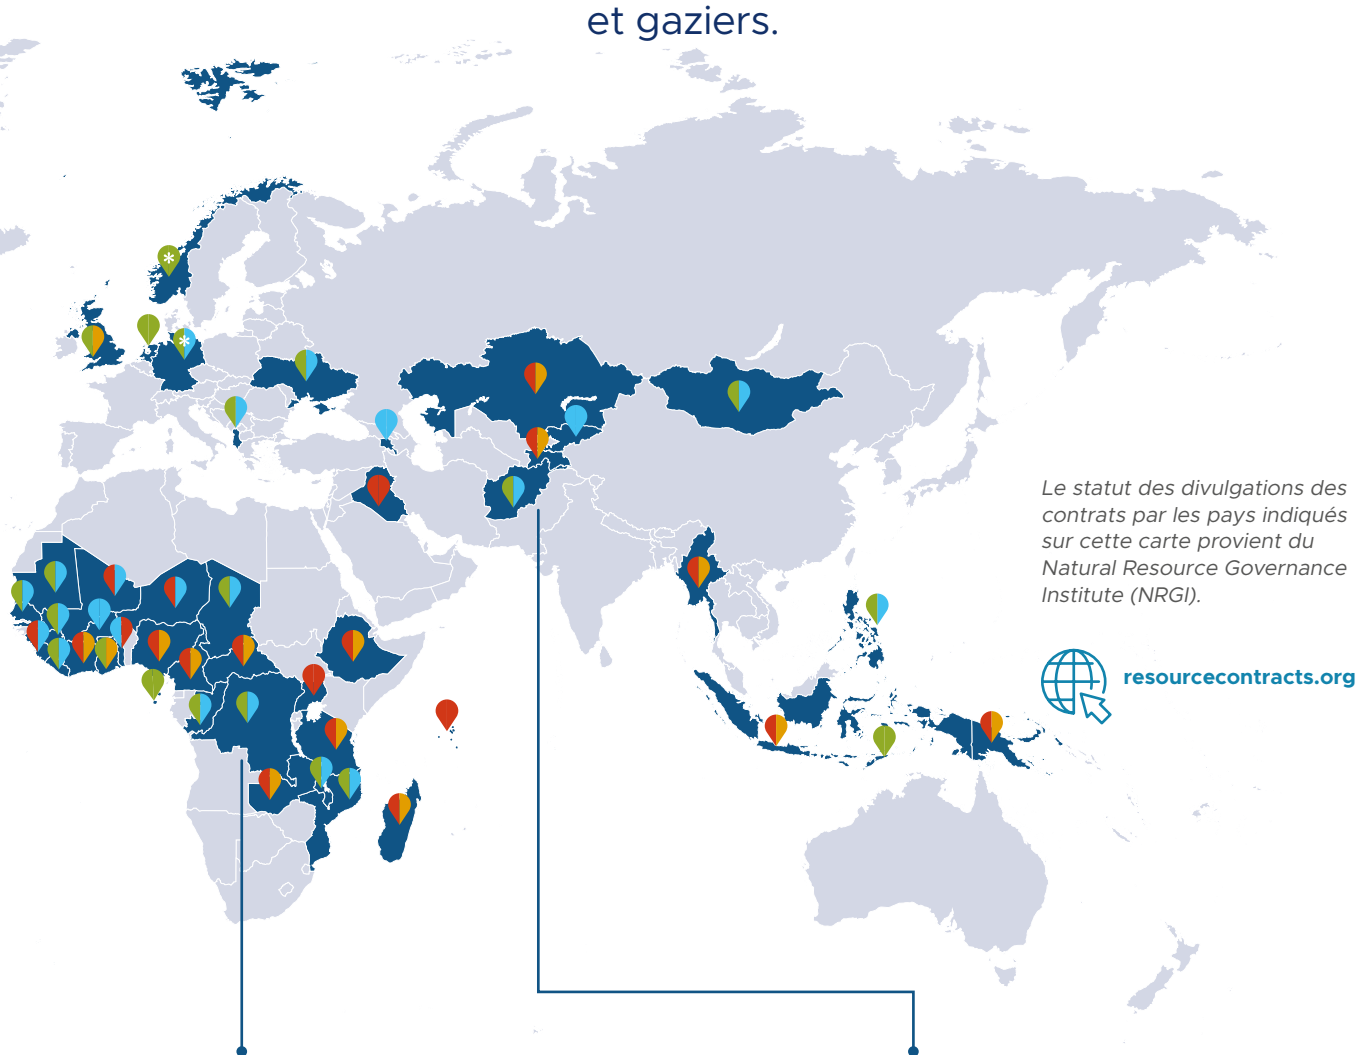 et gaziers.
Le statut des divulgations des
contrats par les pays indiqués
sur cette carte provient du
Natural Resource Governance
Institute (NRGI).
resourcecontracts.org